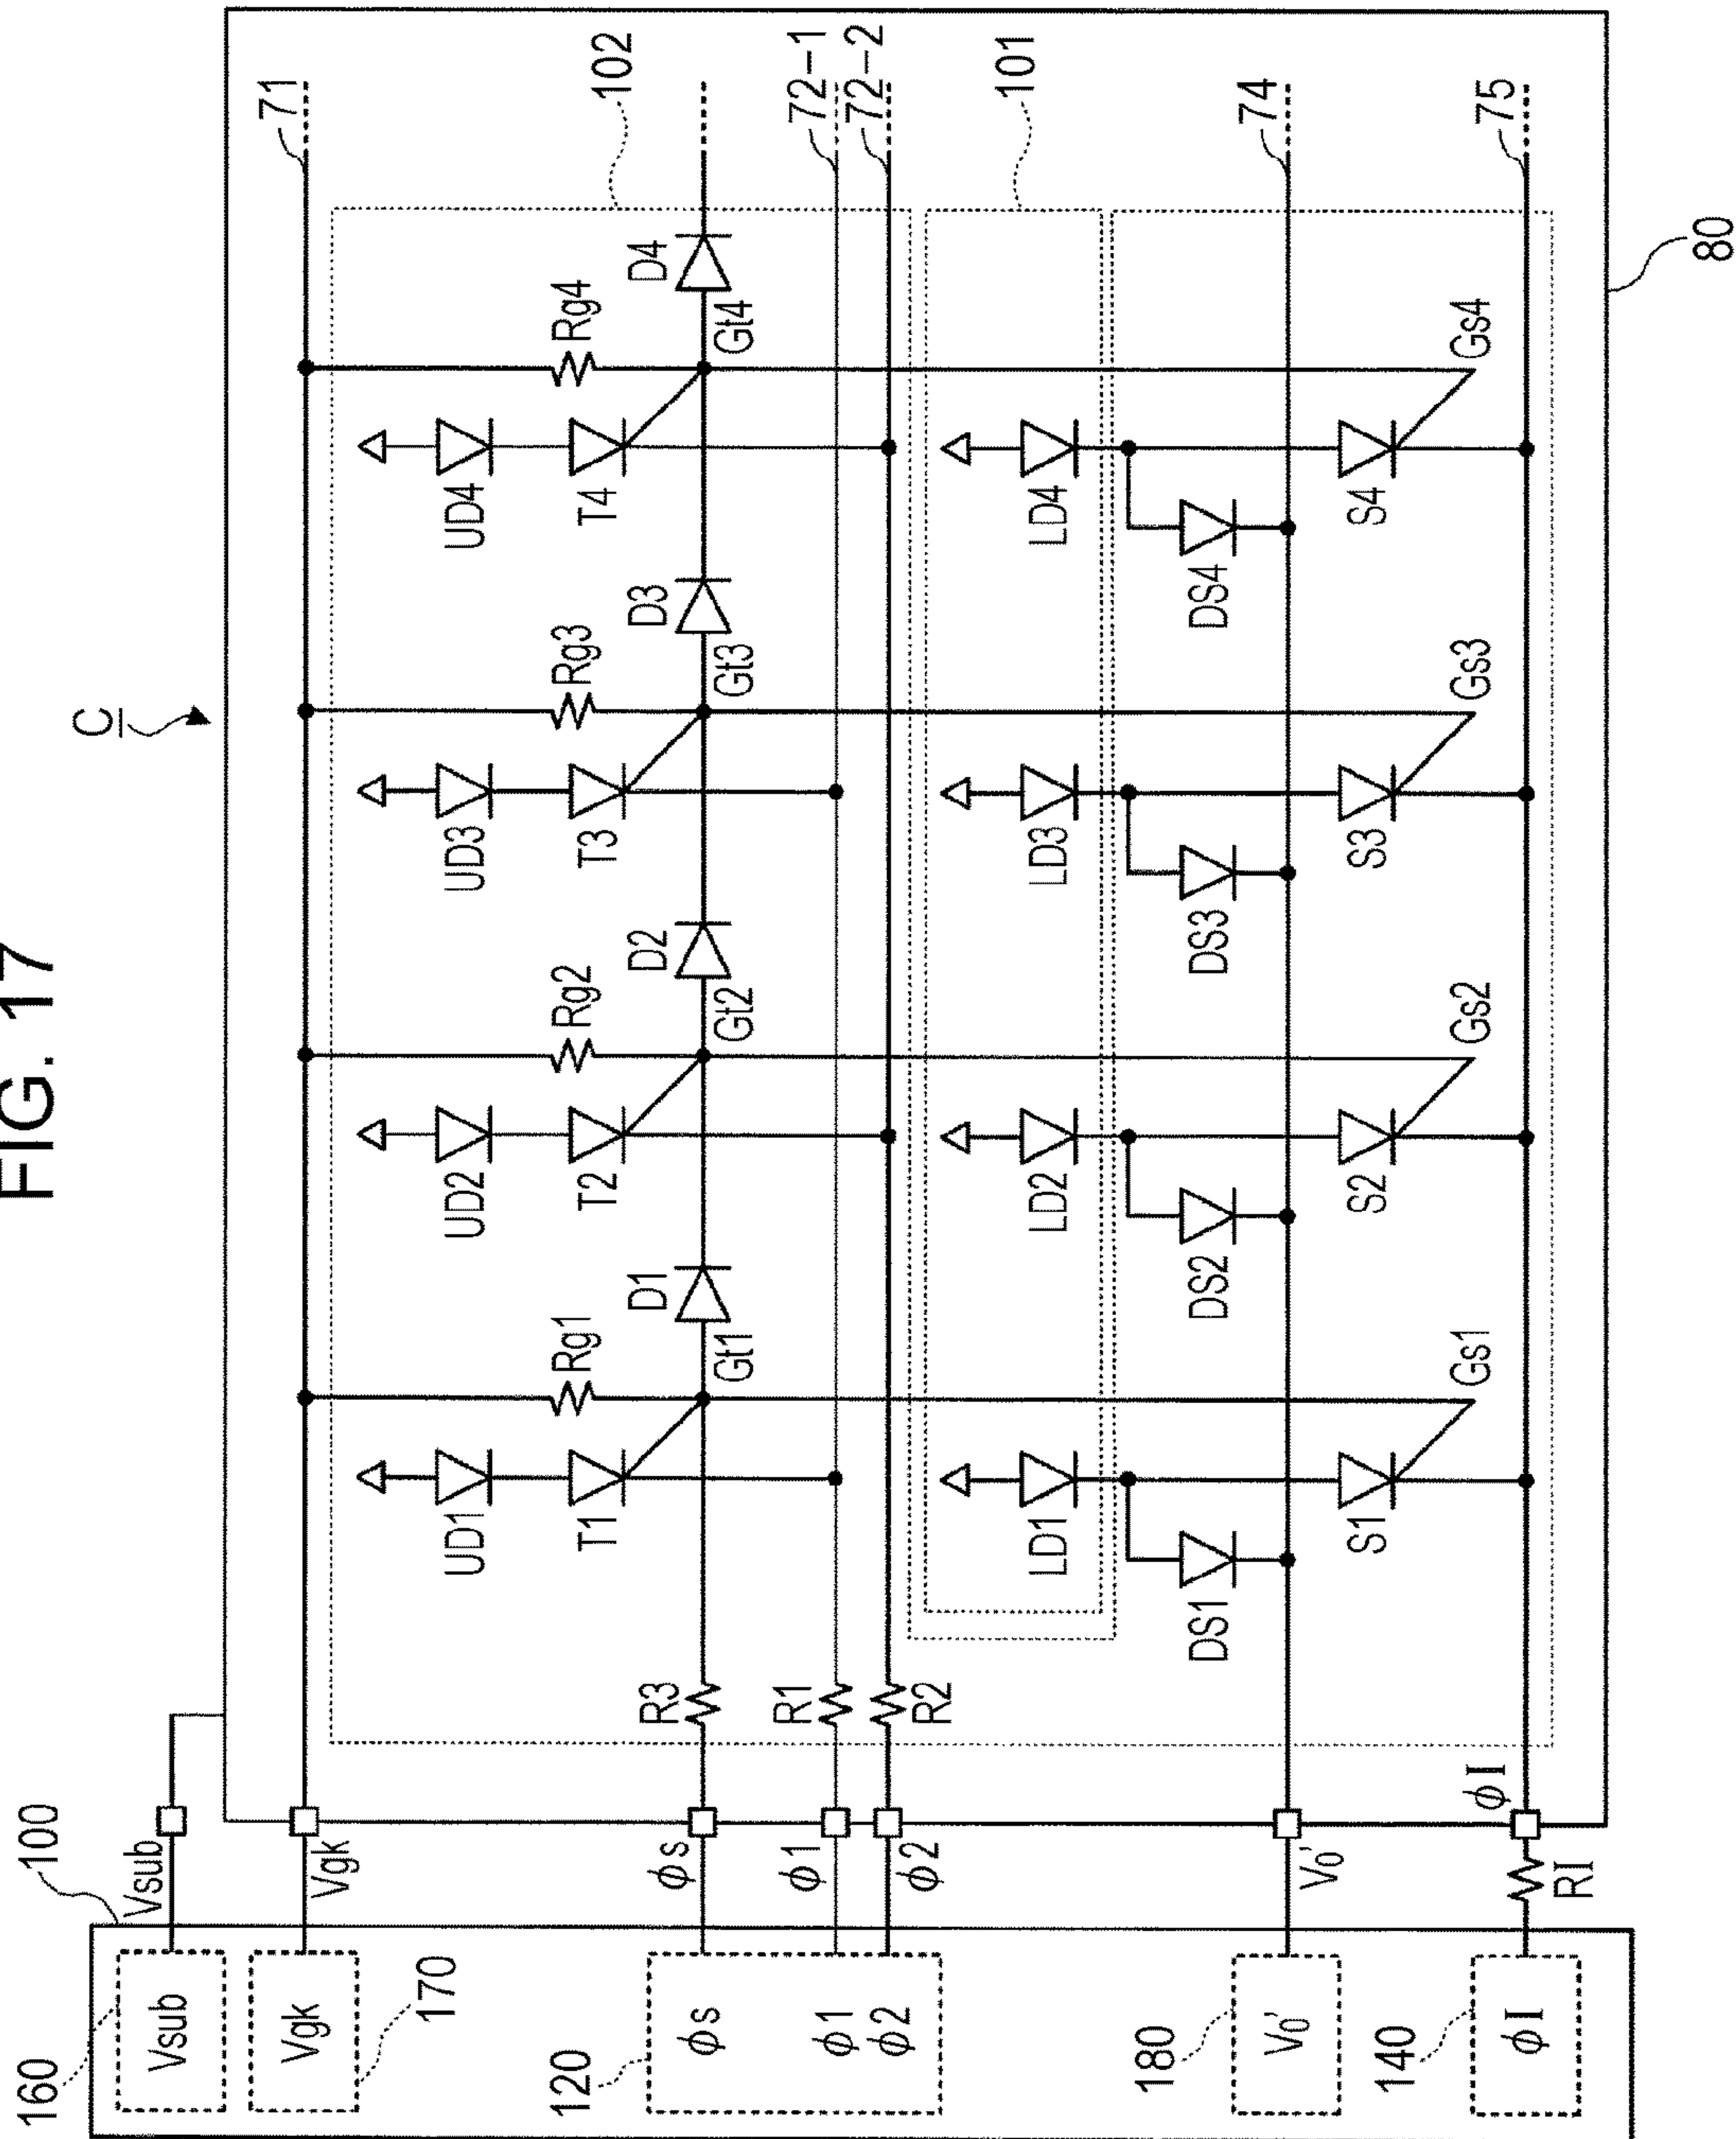 FIG. 17
C
100
160
Vsub
Vsub
Vgk
Vgk
170
71
102
UD1
UD2
UD3
UD4
Rg1
Rg2
Rg3
Rg4
T1
T2
T3
T4
D1
D2
D3
D4
R3
Gt1
Gt2
Gt3
Gt4
120
ϕs
ϕs
ϕ1
ϕ1
R1
72-1
ϕ2
ϕ2
R2
72-2
101
LD1
LD2
LD3
LD4
DS1
DS2
DS3
DS4
180
V0'
V0'
74
S1
S2
S3
S4
Gs1
Gs2
Gs3
Gs4
140
ϕI
RI
ϕI
75
80